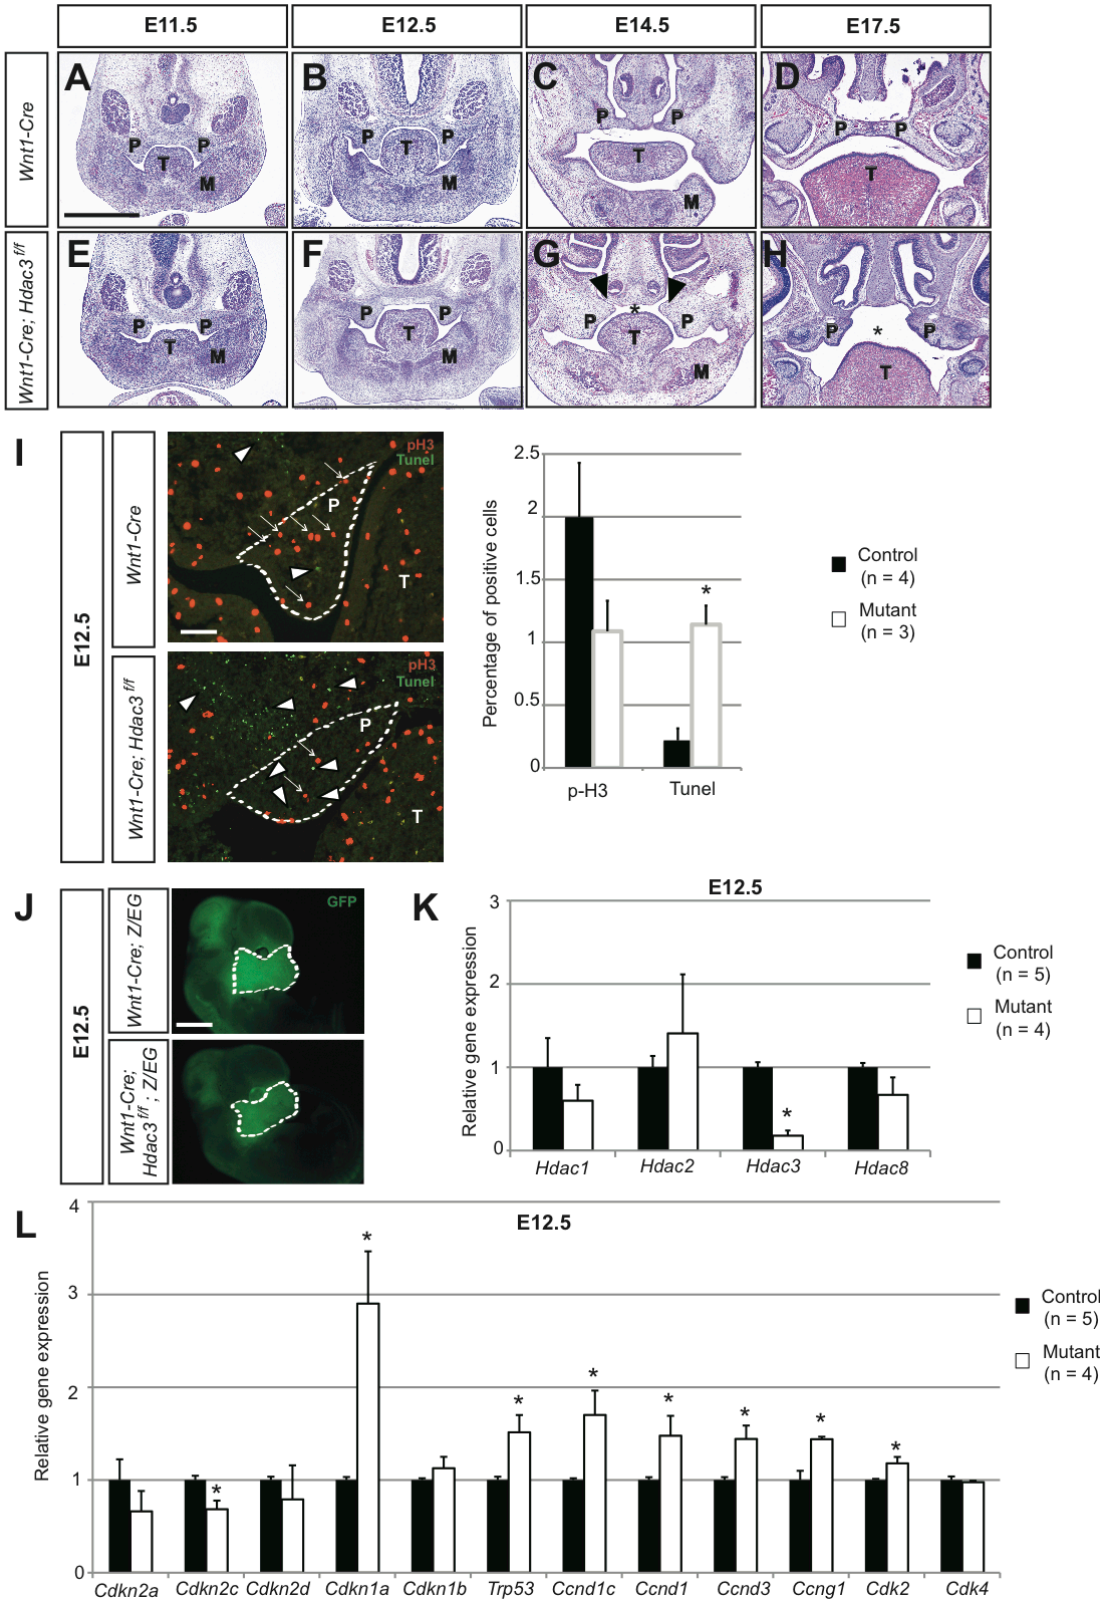 E11.5
E12.5
E14.5
E17.5
Wnt1-Cre
A
P
P
T
M
B
P
P
T
M
C
P
P
T
M
D
P
P
T
Wnt1-Cre; Hdac3 f/f
E
P
P
T
M
F
P
P
T
M
G
*
P
P
T
M
H
P
P
*
T
I
E12.5
Wnt1-Cre
pH3
Tunel
P
T
Wnt1-Cre; Hdac3 f/f
pH3
Tunel
P
T
Percentage of positive cells
2.5
2
1.5
1
0.5
0
*
p-H3
Tunel
Control
(n = 4)
Mutant
(n = 3)
J
E12.5
Wnt1-Cre; Z/EG
GFP
Wnt1-Cre;
Hdac3 f/f ; Z/EG
K
E12.5
Relative gene expression
3
2
1
0
*
Hdac1
Hdac2
Hdac3
Hdac8
Control
(n = 5)
Mutant
(n = 4)
L
E12.5
Relative gene expression
4
3
2
1
0
*
*
*
*
*
*
*
*
Cdkn2a
Cdkn2c
Cdkn2d
Cdkn1a
Cdkn1b
Trp53
Ccnd1c
Ccnd1
Ccnd3
Ccng1
Cdk2
Cdk4
Control
(n = 5)
Mutant
(n = 4)